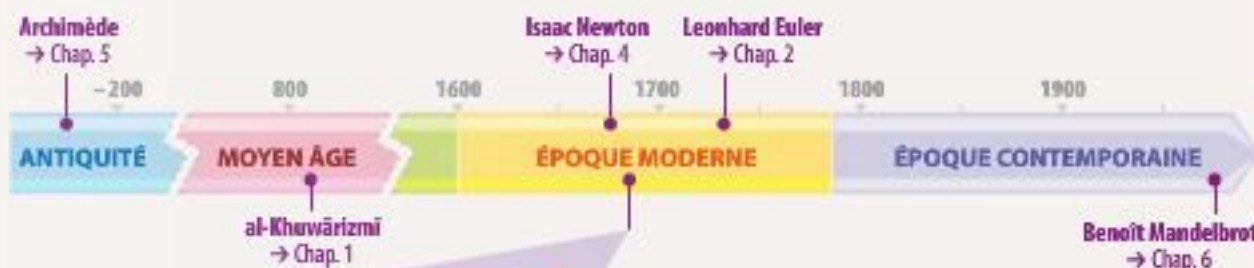 Archimède
→ Chap. 5
Isaac Newton
→ Chap. 4
Leonhard Euler
→ Chap. 2
–200
800
1600
1700
1800
1900
ANTIQUITÉ
MOYEN ÂGE
ÉPOQUE MODERNE
ÉPOQUE CONTEMPORAINE
al-Khuwārizmī
→ Chap. 1
Benoît Mandelbrot
→ Chap. 6